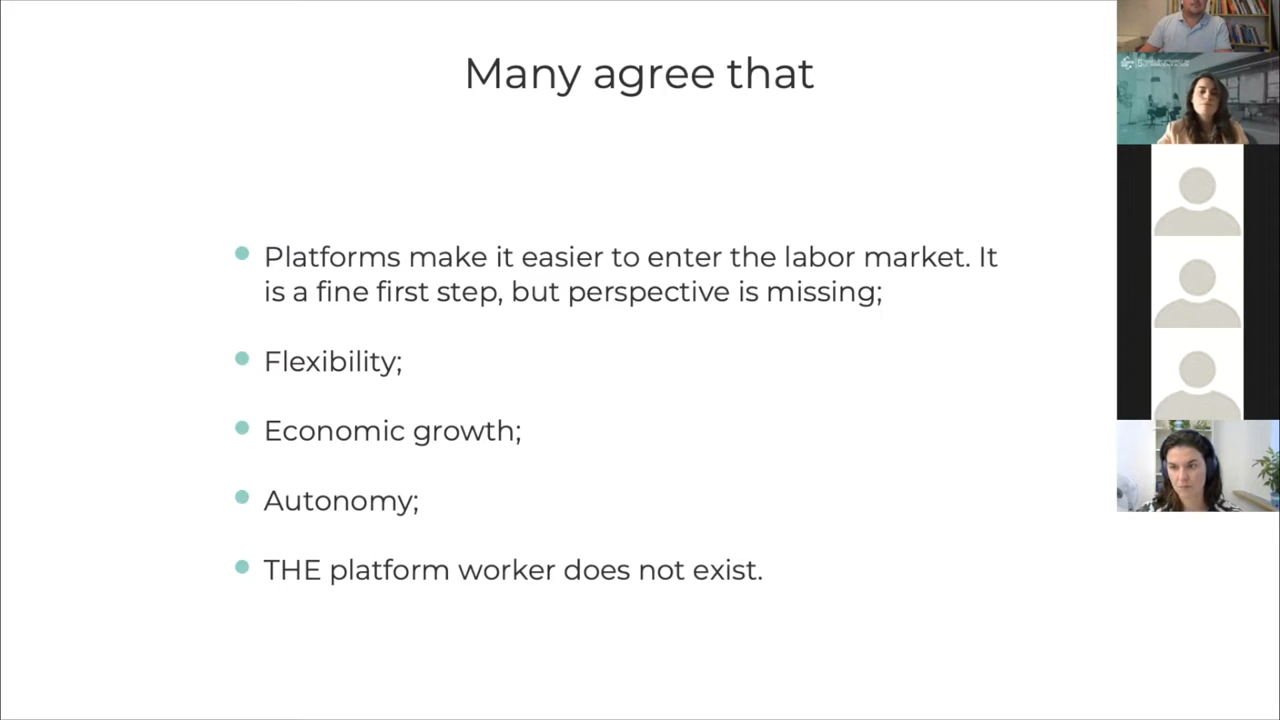 Many agree that
Platforms make it easier to enter the labor market. It
is a fine first step, but perspective is missing;
Flexibility;
Economic growth;
Autonomy;
THE platform worker does not exist.